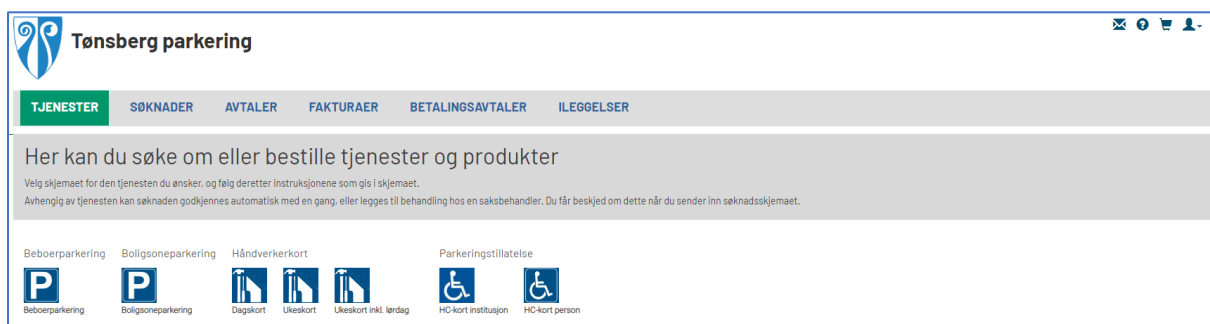 Tønsberg parkering
TJENESTER SØKNADER AVTALER FAKTURAER BETALINGSAVTALER ILEGGELSER
Her kan du søke om eller bestille tjenester og produkter
Velg skjemaet for den tjenesten du ønsker, og følg deretter instruksjonene som gis i skjemaet.
Avhengig av tjenesten kan søknaden godkjennes automatisk med en gang, eller legges til behandling hos en saksbehandler. Du får beskjed om dette når du sender inn søknadsskjemaet.
Beboerparkering Boligsoneparkering Håndverkerkort Parkeringstillatelse
P P
Beboerparkering Boligsoneparkering Dagskort Ukeskort Ukeskort inkl. lørdag HC-kort institusjon HC-kort person